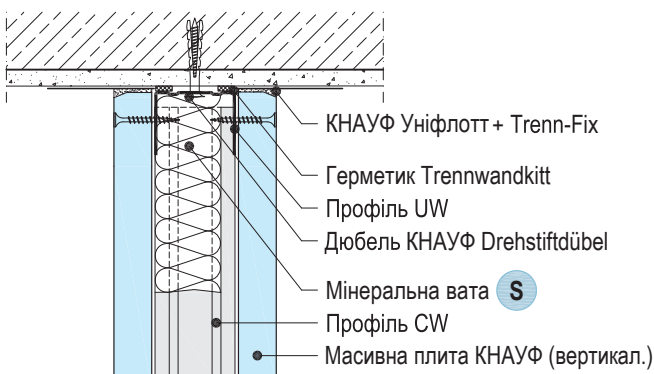 КНАУФ Уніфлотт + Trenn-Fix
Герметик Trennwandkitt
Профіль UW
Дюбель КНАУФ Drehstiftdübel
Мінеральна вата S
Профіль CW
Масивна плита КНАУФ (вертикал.)